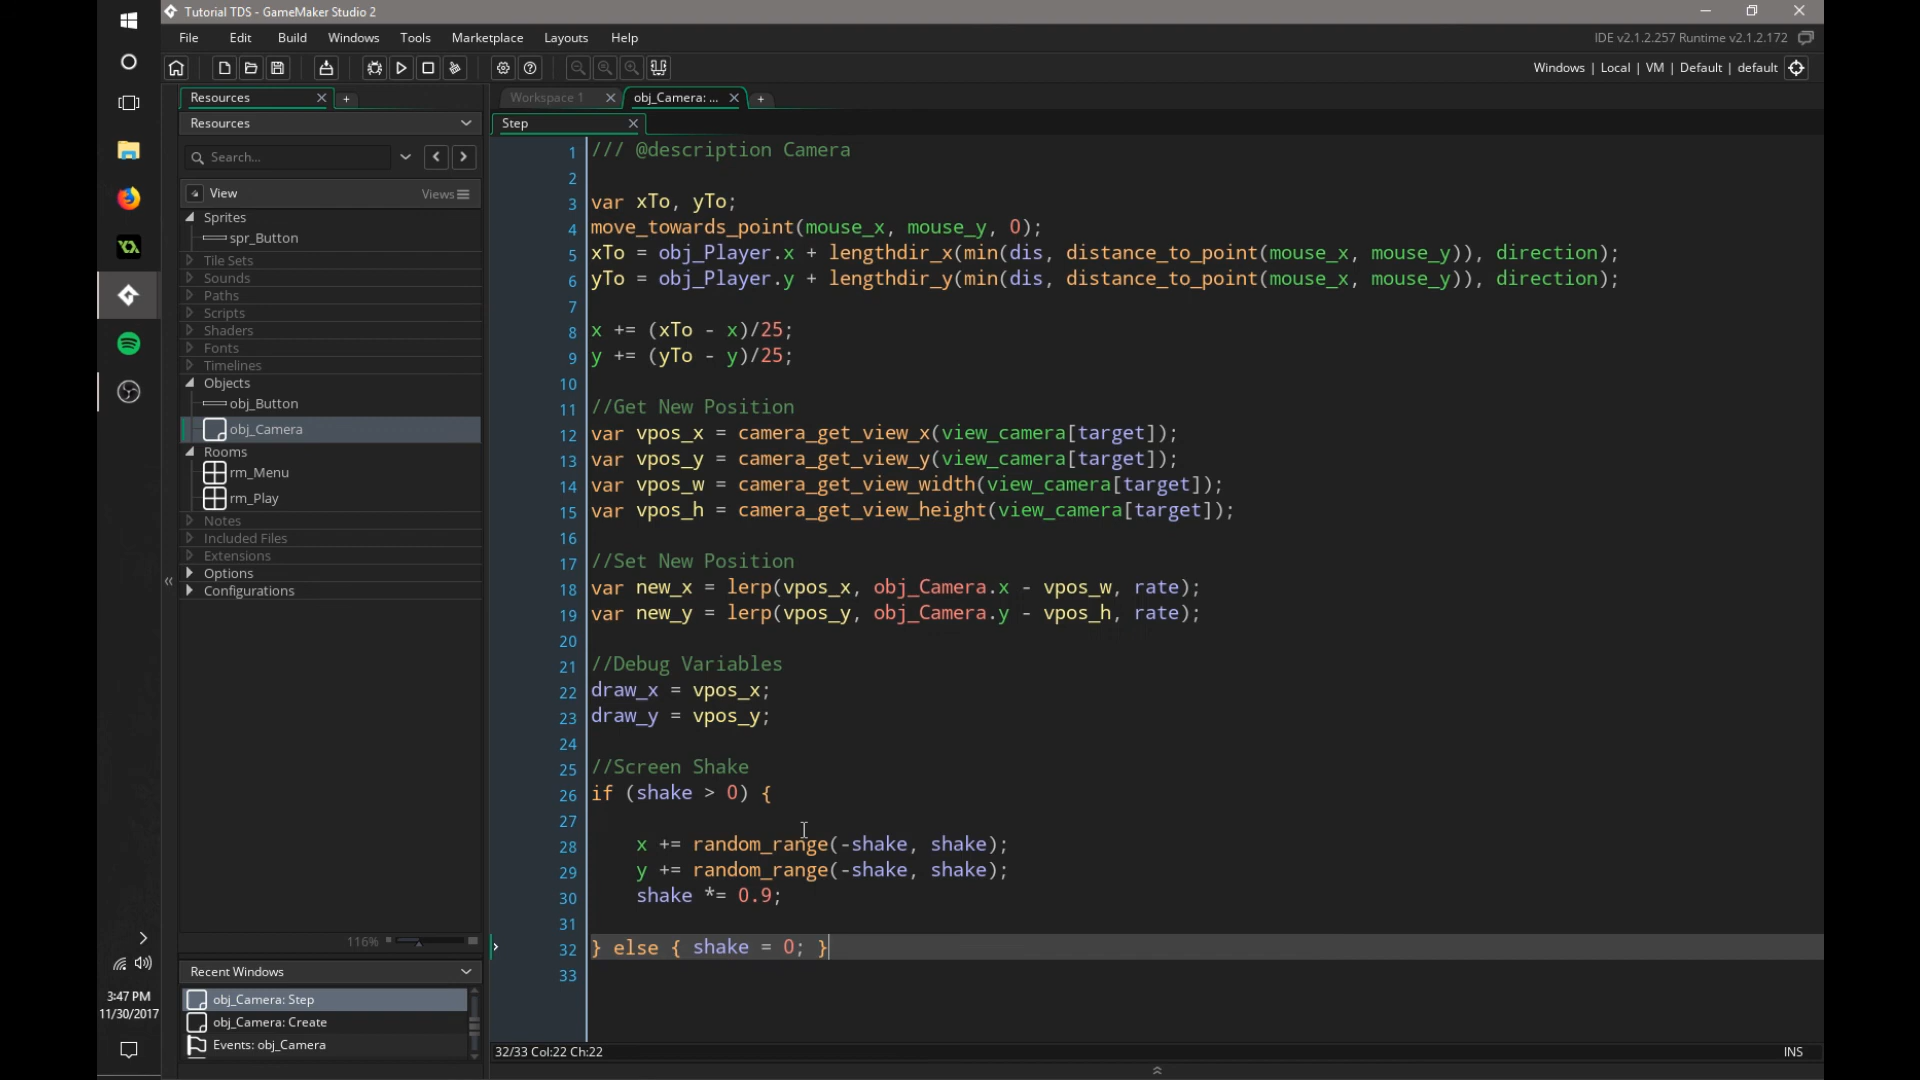 Tutorial TDS - GameMaker Studio 2
File Edit Build Windows Tools Marketplace Layouts Help
IDE v2.1.2.257 Runtime v2.1.2.172
Windows | Local | VM | Default | default
Resources
Resources
Search...
View
Views
Sprites
spr_Button
Tile Sets
Sounds
Paths
Scripts
Shaders
Fonts
Timelines
Objects
obj_Button
obj_Camera
Rooms
rm_Menu
rm_Play
Notes
Included Files
Extensions
Options
Configurations
116%
Recent Windows
obj_Camera: Step
obj_Camera: Create
Events: obj_Camera
3:47 PM
11/30/2017
Workspace 1
obj_Camera: ...
Step
1 /// @description Camera
2
3 var xTo, yTo;
4 move_towards_point(mouse_x, mouse_y, 0);
5 xTo = obj_Player.x + lengthdir_x(min(dis, distance_to_point(mouse_x, mouse_y)), direction);
6 yTo = obj_Player.y + lengthdir_y(min(dis, distance_to_point(mouse_x, mouse_y)), direction);
7
8 x += (xTo - x)/25;
9 y += (yTo - y)/25;
10
11 //Get New Position
12 var vpos_x = camera_get_view_x(view_camera[target]);
13 var vpos_y = camera_get_view_y(view_camera[target]);
14 var vpos_w = camera_get_view_width(view_camera[target]);
15 var vpos_h = camera_get_view_height(view_camera[target]);
16
17 //Set New Position
18 var new_x = lerp(vpos_x, obj_Camera.x - vpos_w, rate);
19 var new_y = lerp(vpos_y, obj_Camera.y - vpos_h, rate);
20
21 //Debug Variables
22 draw_x = vpos_x;
23 draw_y = vpos_y;
24
25 //Screen Shake
26 if (shake > 0) {
27
28 x += random_range(-shake, shake);
29 y += random_range(-shake, shake);
30 shake *= 0.9;
31
32 } else { shake = 0; }
33
32/33 Col:22 Ch:22
INS